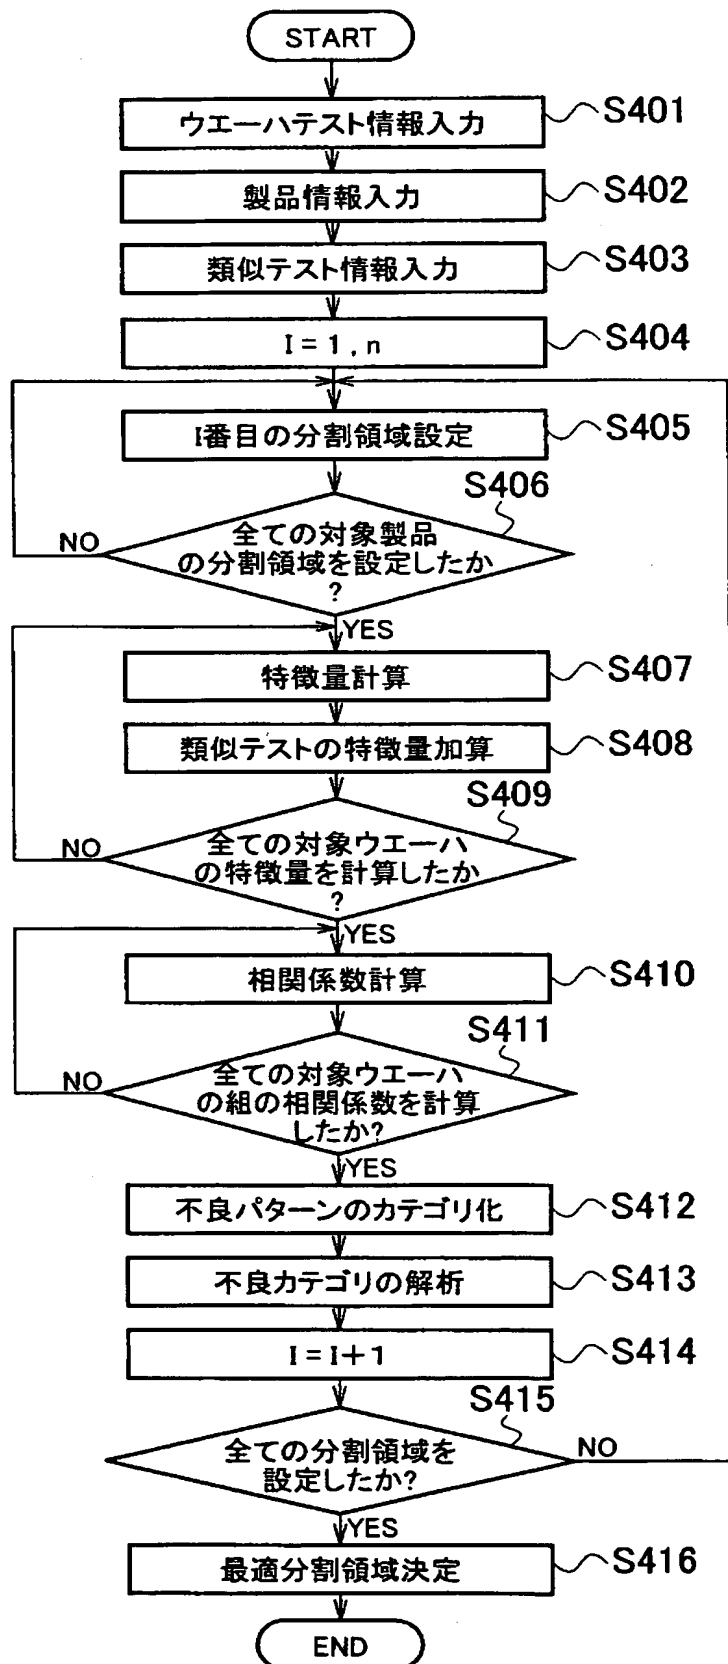 START
ウエーハテスト情報入力
S401
製品情報入力
S402
類似テスト情報入力
S403
I = 1 , n
S404
I番目の分割領域設定
S405
S406
全ての対象製品
の分割領域を設定したか
?
NO
YES
特徴量計算
S407
類似テストの特徴量加算
S408
S409
全ての対象ウエーハ
の特徴量を計算したか
?
NO
YES
相関係数計算
S410
S411
全ての対象ウエーハ
の組の相関係数を計算
したか?
NO
YES
不良パターンのカテゴリ化
S412
不良カテゴリの解析
S413
I = I + 1
S414
S415
全ての分割領域を
設定したか?
NO
YES
最適分割領域決定
S416
END